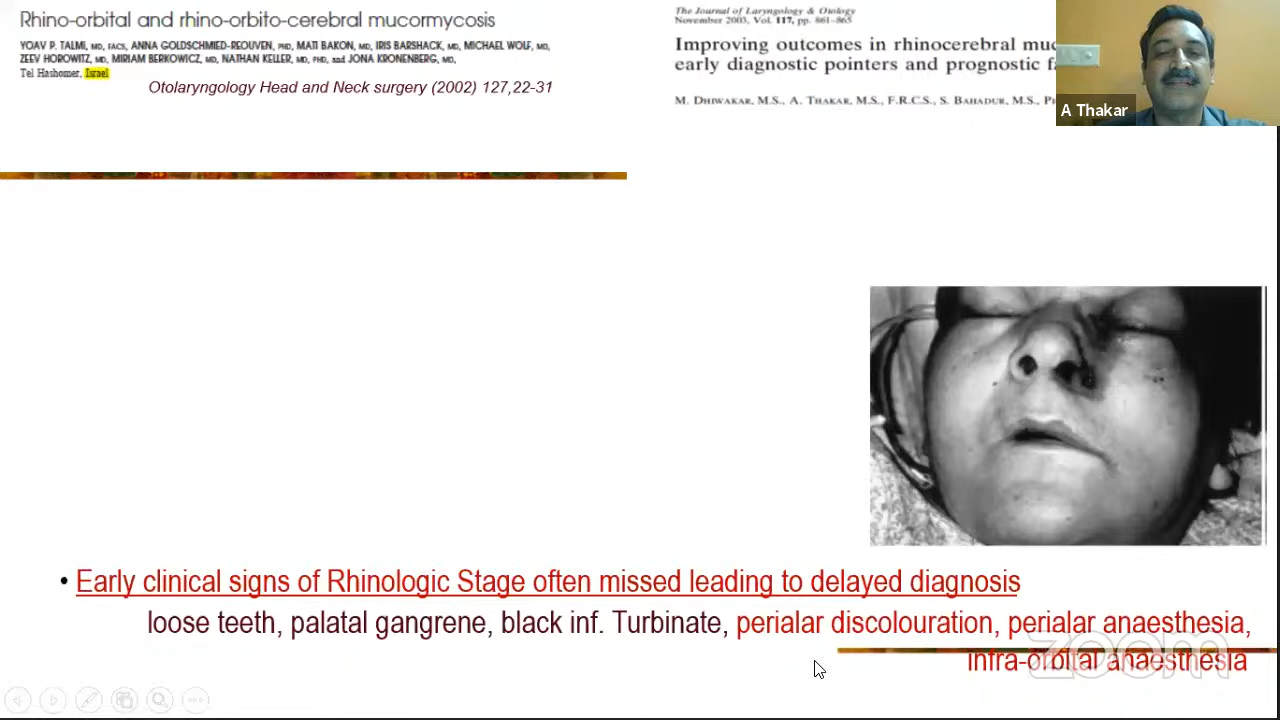 Rhino-orbital and rhino-orbito-cerebral mucormycosis
YOAV P. TALMI, MD, FACS, ANNA GOLDSCHMIED-REOUVEN, PHD, MATI BAKON, MD, IRIS BARSHACK, MD, MICHAEL WOLF, MD,
ZEEV HOROWITZ, MD, MIRIAM BERKOWICZ, MD, NATHAN KELLER, MD, PHD, and JONA KRONENBERG, MD,
Tel Hashomer, Israel
Otolaryngology Head and Neck surgery (2002) 127,22-31
The Journal of Laryngology & Otology
November 2003, Vol. 117, pp. 861–865
Improving outcomes in rhinocerebral
early diagnostic pointers and prognostic
M. DHIWAKAR, M.S., A. THAKAR, M.S., F.R.C.S., S. BAHADUR, M.S.,
A Thakar
• Early clinical signs of Rhinologic Stage often missed leading to delayed diagnosis
loose teeth, palatal gangrene, black inf. Turbinate, perialar discolouration, perialar anaesthesia,
infra-orbital anaesthesia
zoom